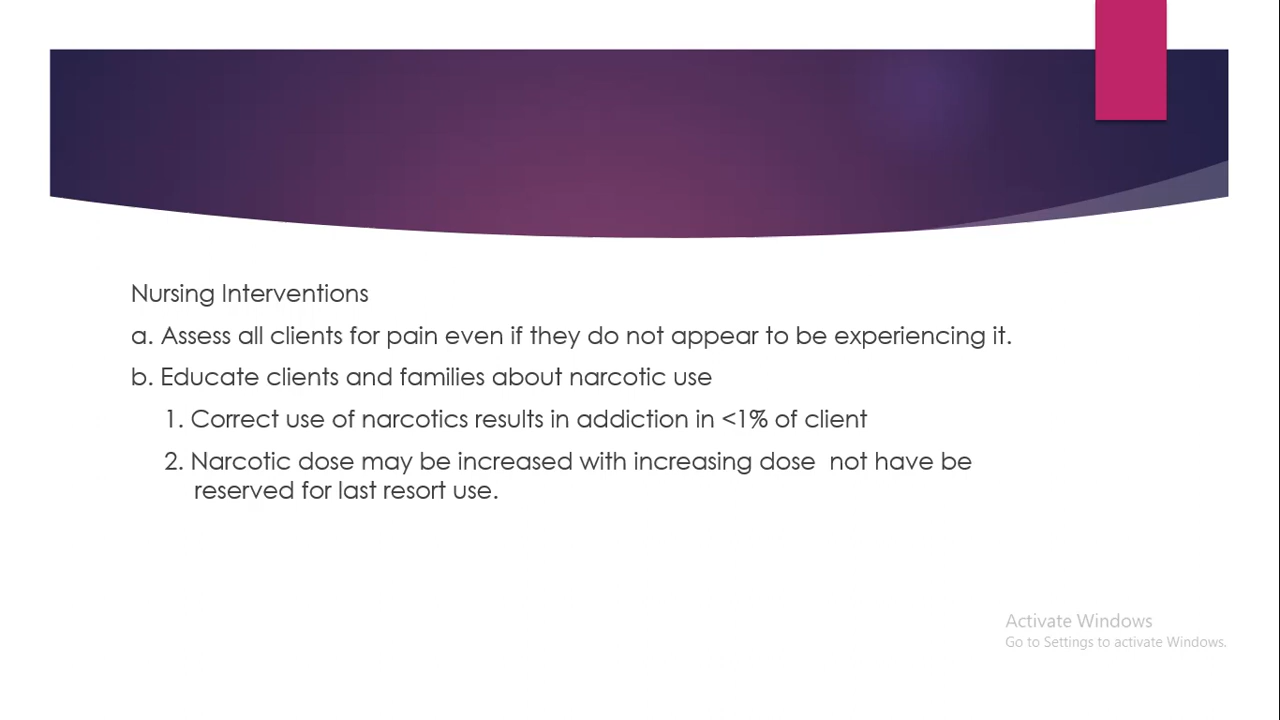 Nursing Interventions
a. Assess all clients for pain even if they do not appear to be experiencing it.
b. Educate clients and families about narcotic use
1. Correct use of narcotics results in addiction in <1% of client
2. Narcotic dose may be increased with increasing dose  not have be
reserved for last resort use.
Activate Windows
Go to Settings to activate Windows.